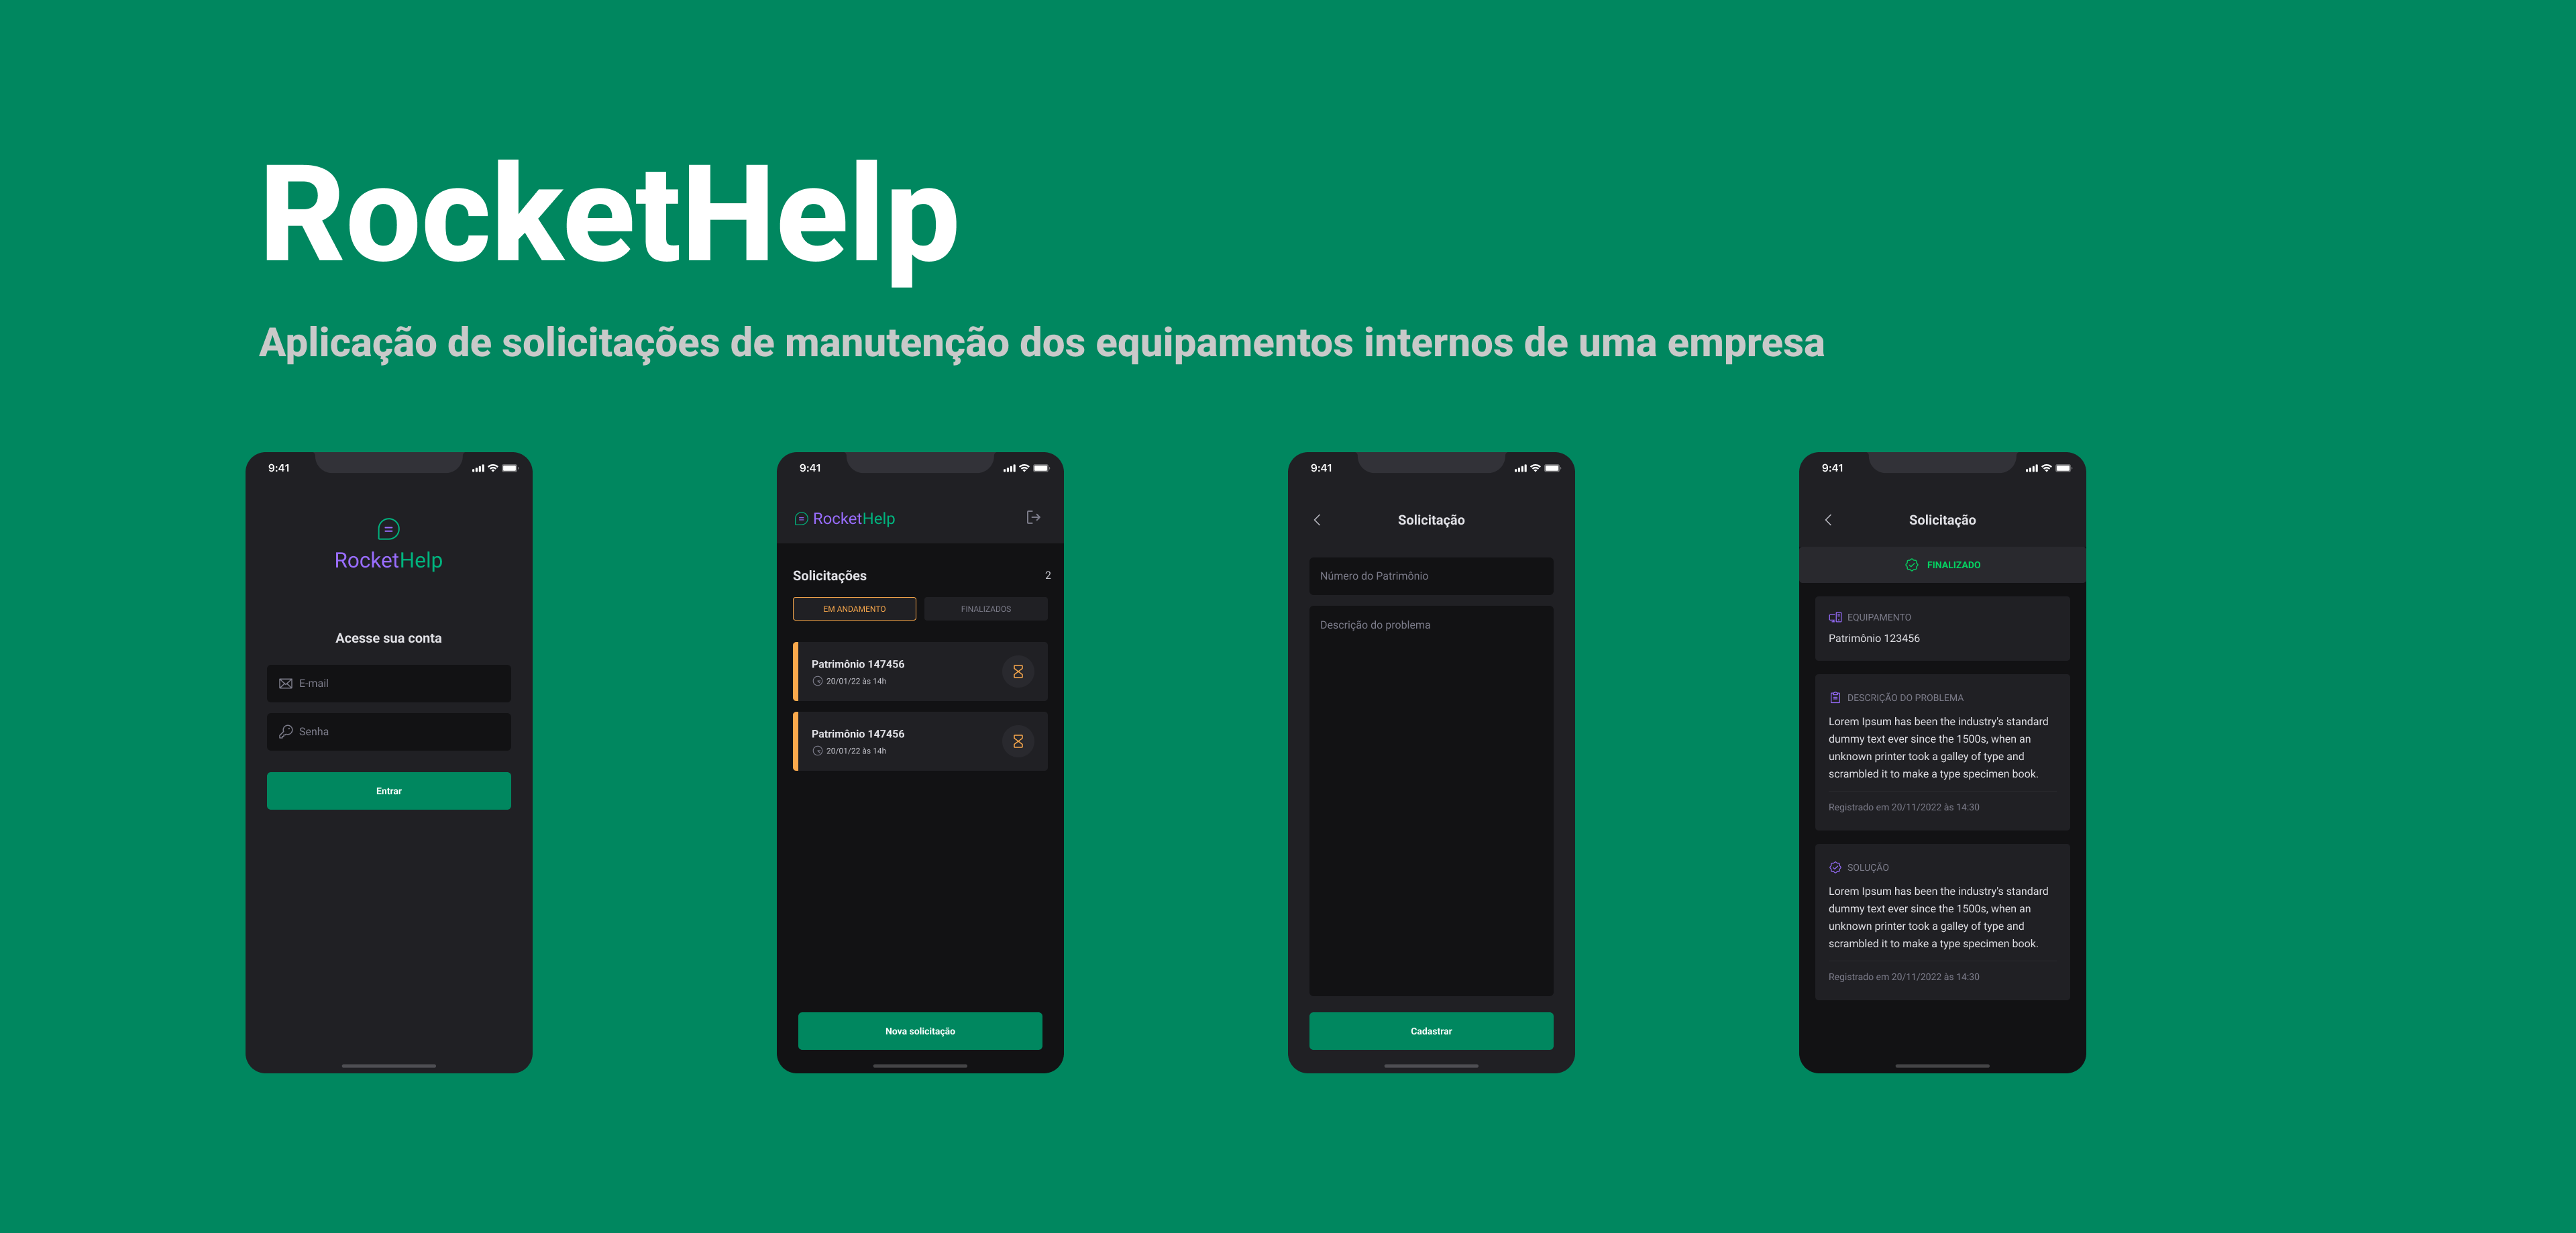 RocketHelp
Aplicação de solicitações de manutenção dos equipamentos internos de uma empresa
9:41
RocketHelp
Acesse sua conta
E-mail
Senha
Entrar
9:41
RocketHelp
Solicitações 2
EM ANDAMENTO FINALIZADOS
Patrimônio 147456
20/01/22 às 14h
Patrimônio 147456
20/01/22 às 14h
Nova solicitação
9:41
Solicitação
Número do Patrimônio
Descrição do problema
Cadastrar
9:41
Solicitação
FINALIZADO
EQUIPAMENTO
Patrimônio 123456
DESCRIÇÃO DO PROBLEMA
Lorem Ipsum has been the industry's standard
dummy text ever since the 1500s, when an
unknown printer took a galley of type and
scrambled it to make a type specimen book.
Registrado em 20/11/2022 às 14:30
SOLUÇÃO
Lorem Ipsum has been the industry's standard
dummy text ever since the 1500s, when an
unknown printer took a galley of type and
scrambled it to make a type specimen book.
Registrado em 20/11/2022 às 14:30